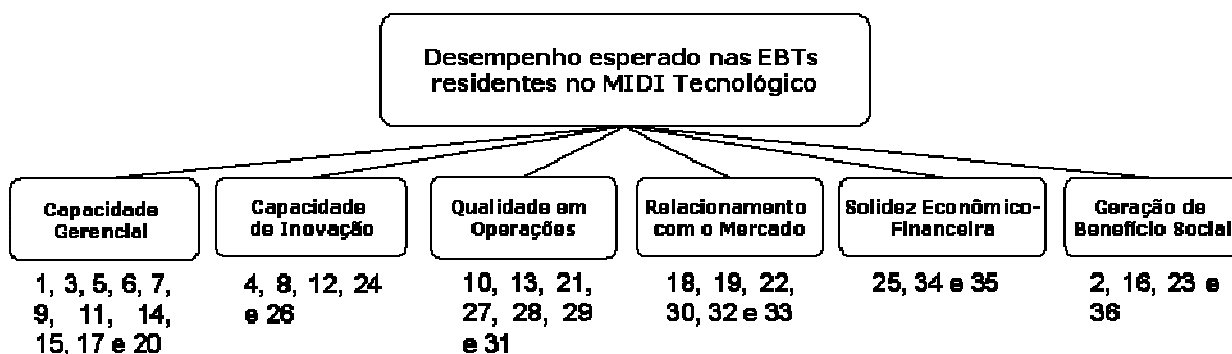 Desempenho esperado nas EBTs
residentes no MIDI Tecnológico
Capacidade
Gerencial
1, 3, 5, 6, 7,
9, 11, 14,
15, 17 e 20
Capacidade
de Inovação
4, 8, 12, 24
e 26
Qualidade em
Operações
10, 13, 21,
27, 28, 29
e 31
Relacionamento
com o Mercado
18, 19, 22,
30, 32 e 33
Solidez Econômico-
Financeira
25, 34 e 35
Geração de
Benefício Social
2, 16, 23 e
36